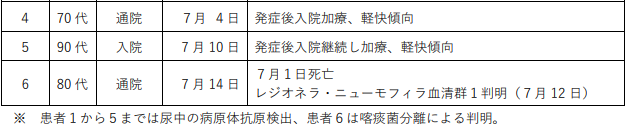 4 70代 通院 7月 4日 発症後入院加療、軽快傾向
5 90代 入院 7月10日 発症後入院継続し加療、軽快傾向
6 80代 通院 7月14日 7月1日死亡
レジオネラ・ニューモフィラ血清群1判明(7月12日)
※ 患者1から5までは尿中の病原体抗原検出、患者6は喀痰菌分離による判明。